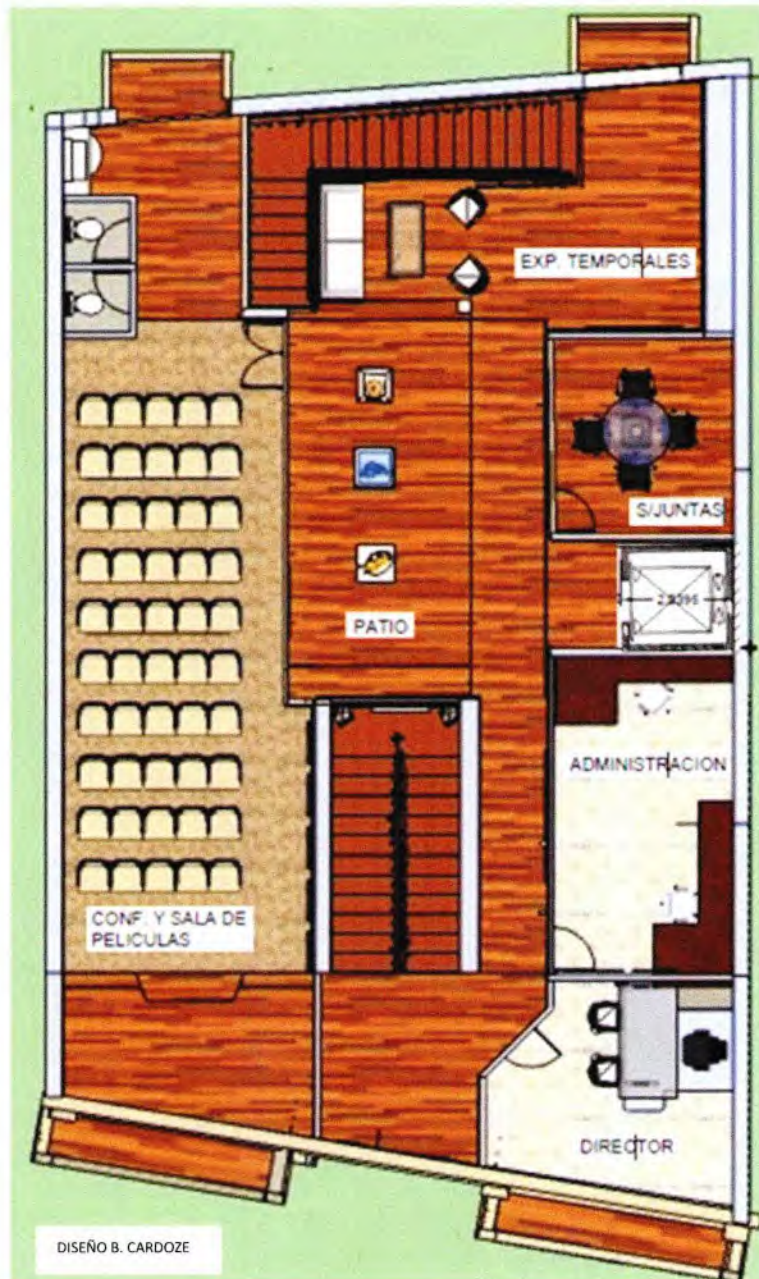 EXP. TEMPORALES
S/JUNTAS
PATIO
ADMINISTRACION
CONF. Y SALA DE
PELICULAS
DIRECTOR
DISEÑO B. CARDOZE